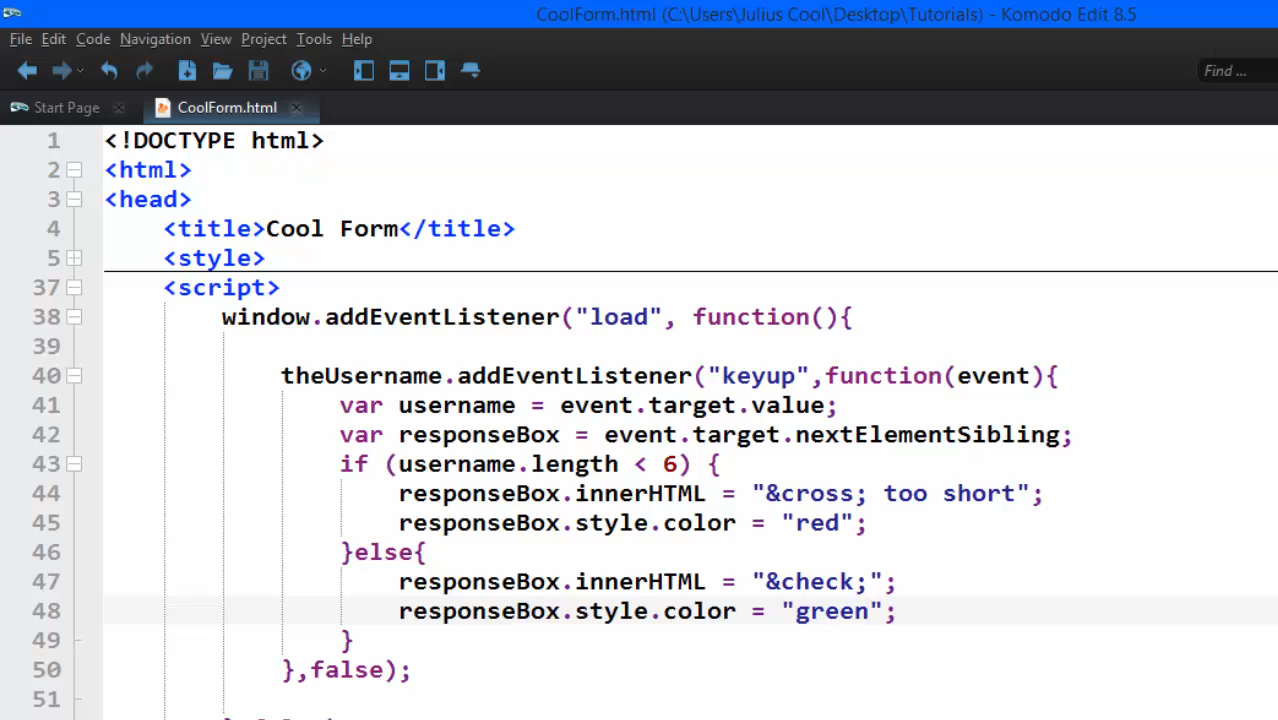 CoolForm.html (C:\Users\Julius Cool\Desktop\Tutorials) - Komodo Edit 8.5
File Edit Code Navigation View Project Tools Help
Find ...
Start Page CoolForm.html
1 <!DOCTYPE html>
2 <html>
3 <head>
4 <title>Cool Form</title>
5 <style>
37 <script>
38 window.addEventListener("load", function(){
39
40 theUsername.addEventListener("keyup",function(event){
41 var username = event.target.value;
42 var responseBox = event.target.nextElementSibling;
43 if (username.length < 6) {
44 responseBox.innerHTML = "&cross; too short";
45 responseBox.style.color = "red";
46 }else{
47 responseBox.innerHTML = "&check;";
48 responseBox.style.color = "green";
49 }
50 },false);
51